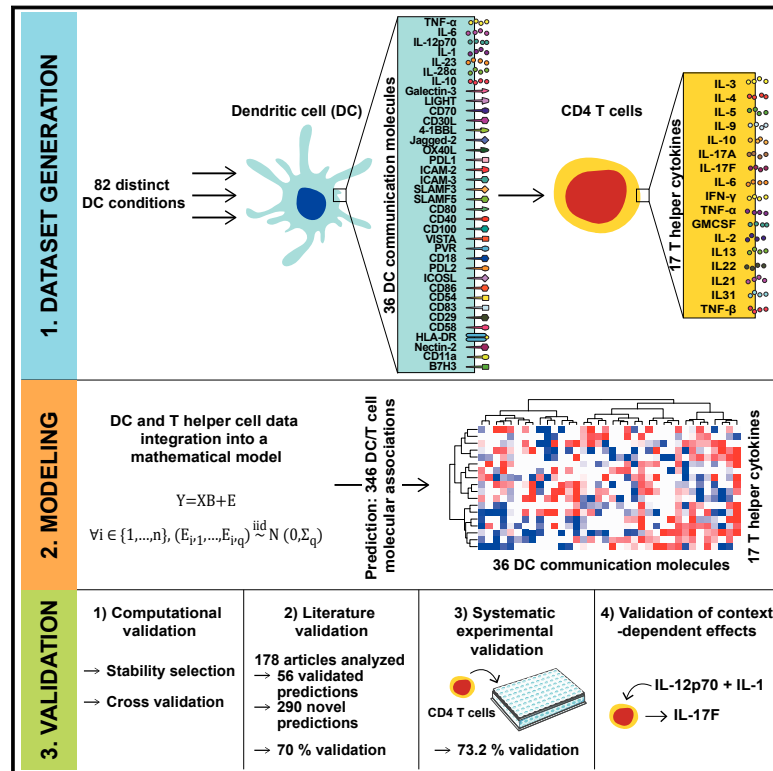 1. DATASET GENERATION
82 distinct
DC conditions
Dendritic cell (DC)
36 DC communication molecules
TNF-α
IL-6
IL-12p70
IL-1
IL-23
IL-28α
IL-10
Galectin-3
LIGHT
CD70
CD30L
4-1BBL
Jagged-2
OX40L
PDL1
ICAM-2
ICAM-3
SLAMF3
SLAMF5
CD80
CD40
CD100
VISTA
PVR
CD18
PDL2
ICOSL
CD86
CD54
CD83
CD29
CD58
HLA-DR
Nectin-2
CD11a
B7H3
CD4 T cells
17 T helper cytokines
IL-3
IL-4
IL-5
IL-9
IL-10
IL-17A
IL-17F
IL-6
IFN-γ
TNF-α
GMCSF
IL-2
IL13
IL22
IL21
IL31
TNF-β
2. MODELING
DC and T helper cell data
integration into a
mathematical model
Y=XB+E
∀i ∈ {1,...,n}, (Ei,1,...,Ei,q) iid ~ N (0,Σq)
Prediction: 346 DC/T cell
molecular associations
36 DC communication molecules
17 T helper cytokines
3. VALIDATION
1) Computational
validation
→ Stability selection
→ Cross validation
2) Literature
validation
178 articles analyzed
→ 56 validated
predictions
→ 290 novel
predictions
→ 70 % validation
3) Systematic
experimental
validation
CD4 T cells
→ 73.2 % validation
4) Validation of context
-dependent effects
IL-12p70 + IL-1
→ IL-17F